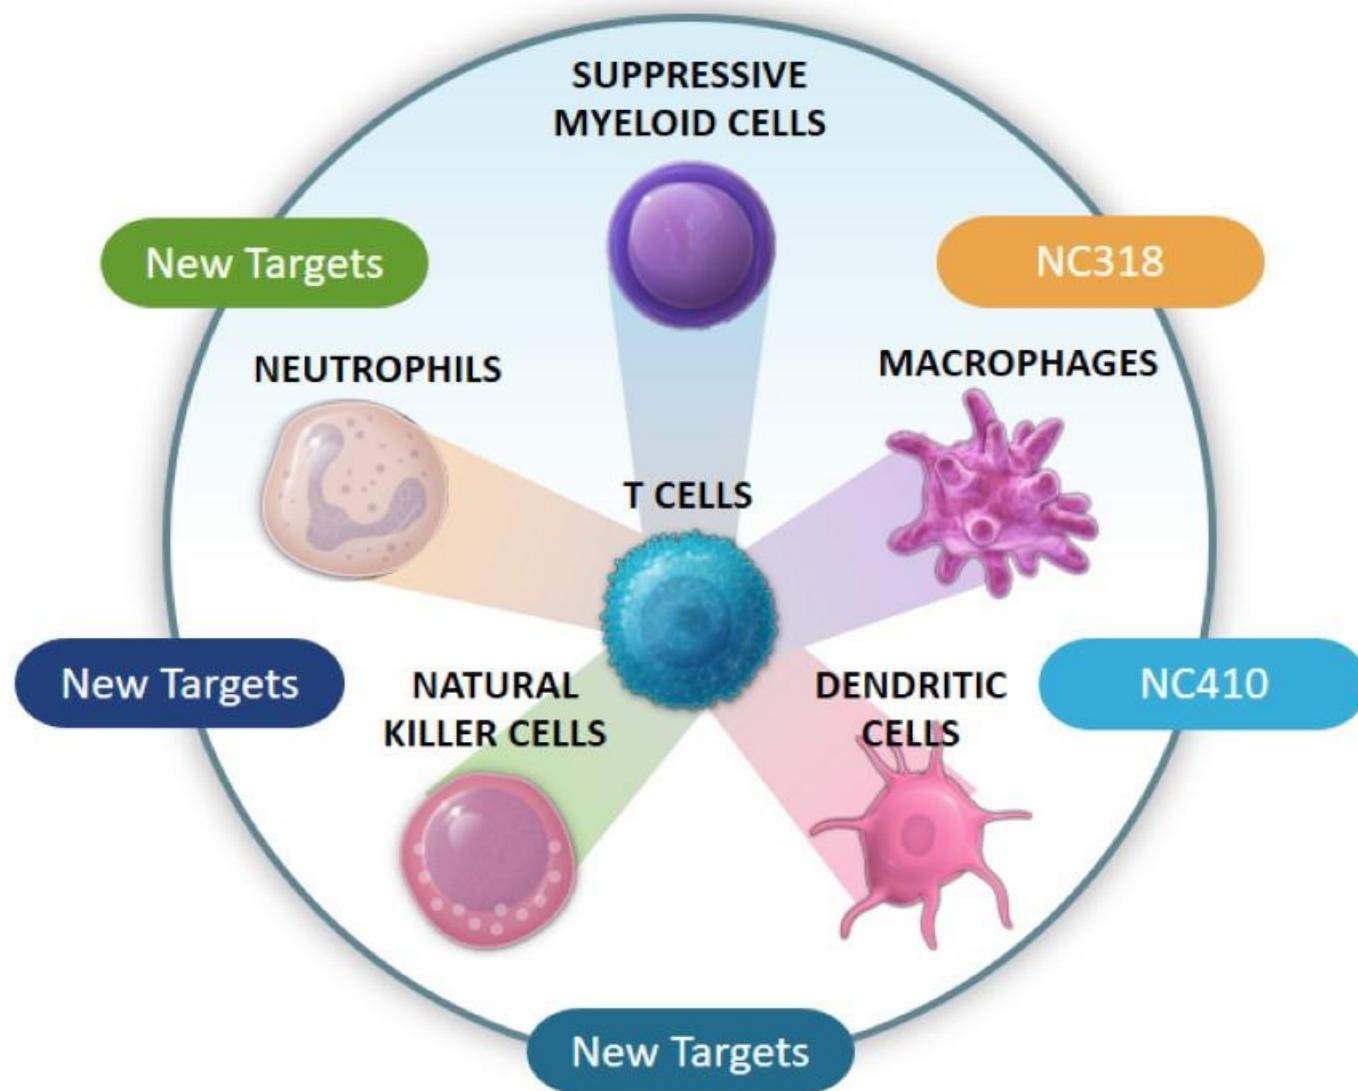 SUPPRESSIVE
MYELOID CELLS
New Targets
NC318
NEUTROPHILS
MACROPHAGES
T CELLS
New Targets
NATURAL
KILLER CELLS
DENDRITIC
CELLS
NC410
New Targets